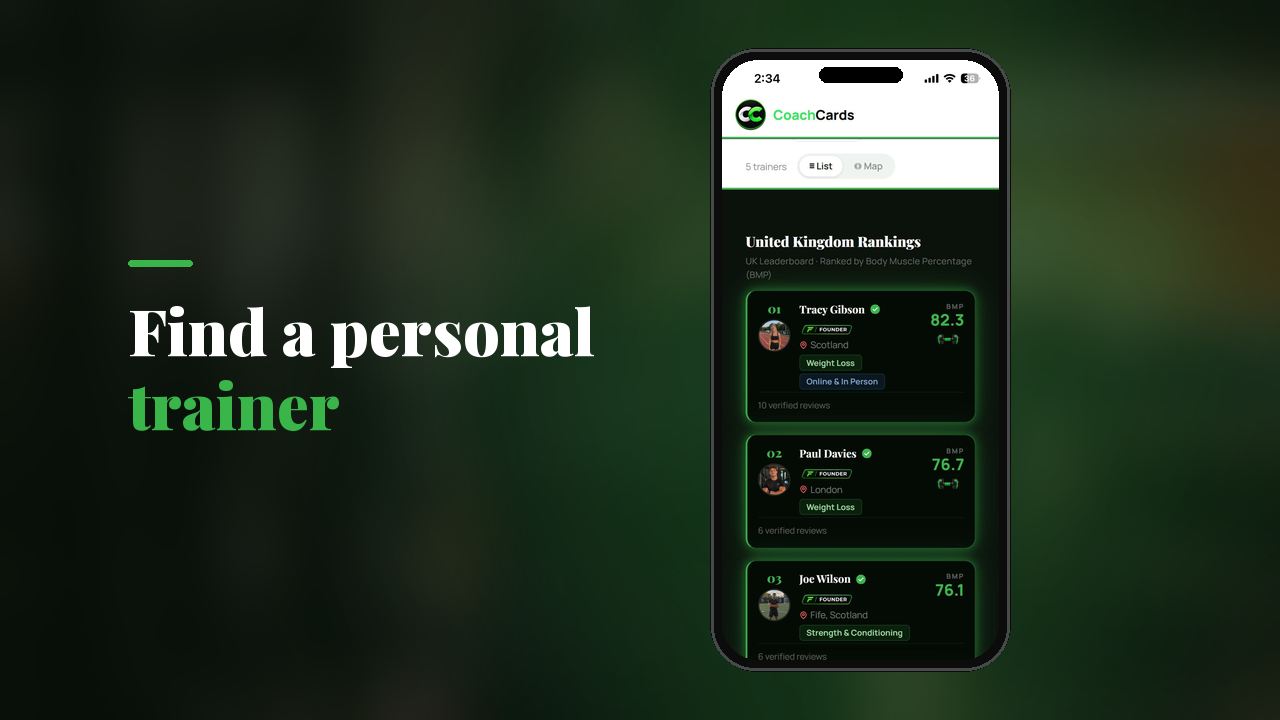 Find a personal
trainer
2:34
36
CC CoachCards
5 trainers
List
Map
United Kingdom Rankings
UK Leaderboard · Ranked by Body Muscle Percentage
(BMP)
01
Tracy Gibson
BMP
82.3
F / FOUNDER
Scotland
Weight Loss
Online & In Person
10 verified reviews
02
Paul Davies
BMP
76.7
F / FOUNDER
London
Weight Loss
6 verified reviews
03
Joe Wilson
BMP
76.1
F / FOUNDER
Fife, Scotland
Strength & Conditioning
6 verified reviews